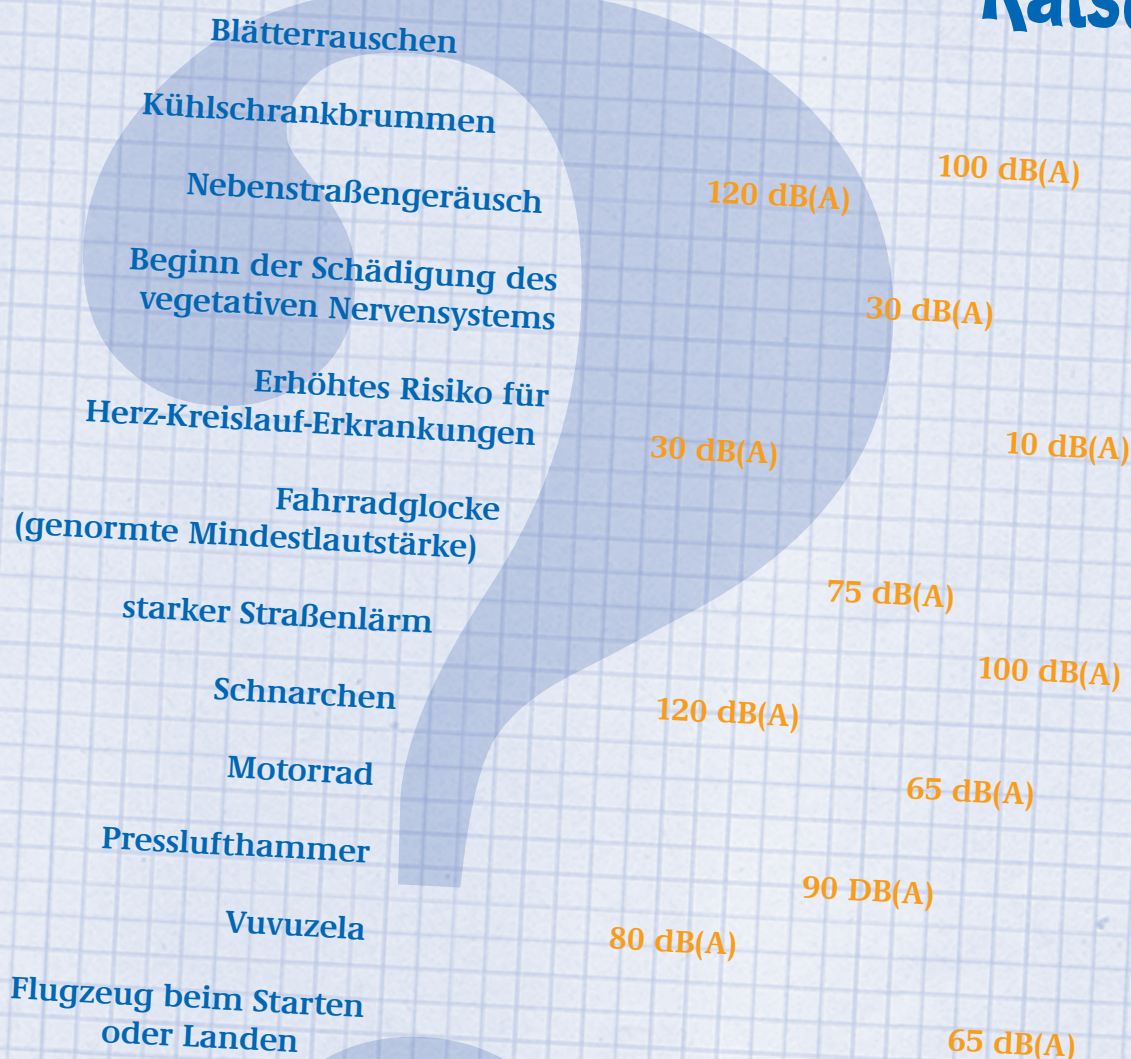 Blätterrauschen
Kühlschrankbrummen
Nebenstraßengeräusch
Beginn der Schädigung des
vegetativen Nervensystems
Erhöhtes Risiko für
Herz-Kreislauf-Erkrankungen
Fahrradglocke
(genormte Mindestlautstärke)
starker Straßenlärm
Schnarchen
Motorrad
Presslufthammer
Vuvuzela
Flugzeug beim Starten
oder Landen
100 dB(A)
120 dB(A)
30 dB(A)
30 dB(A)
10 dB(A)
75 dB(A)
100 dB(A)
120 dB(A)
65 dB(A)
90 DB(A)
80 dB(A)
65 dB(A)